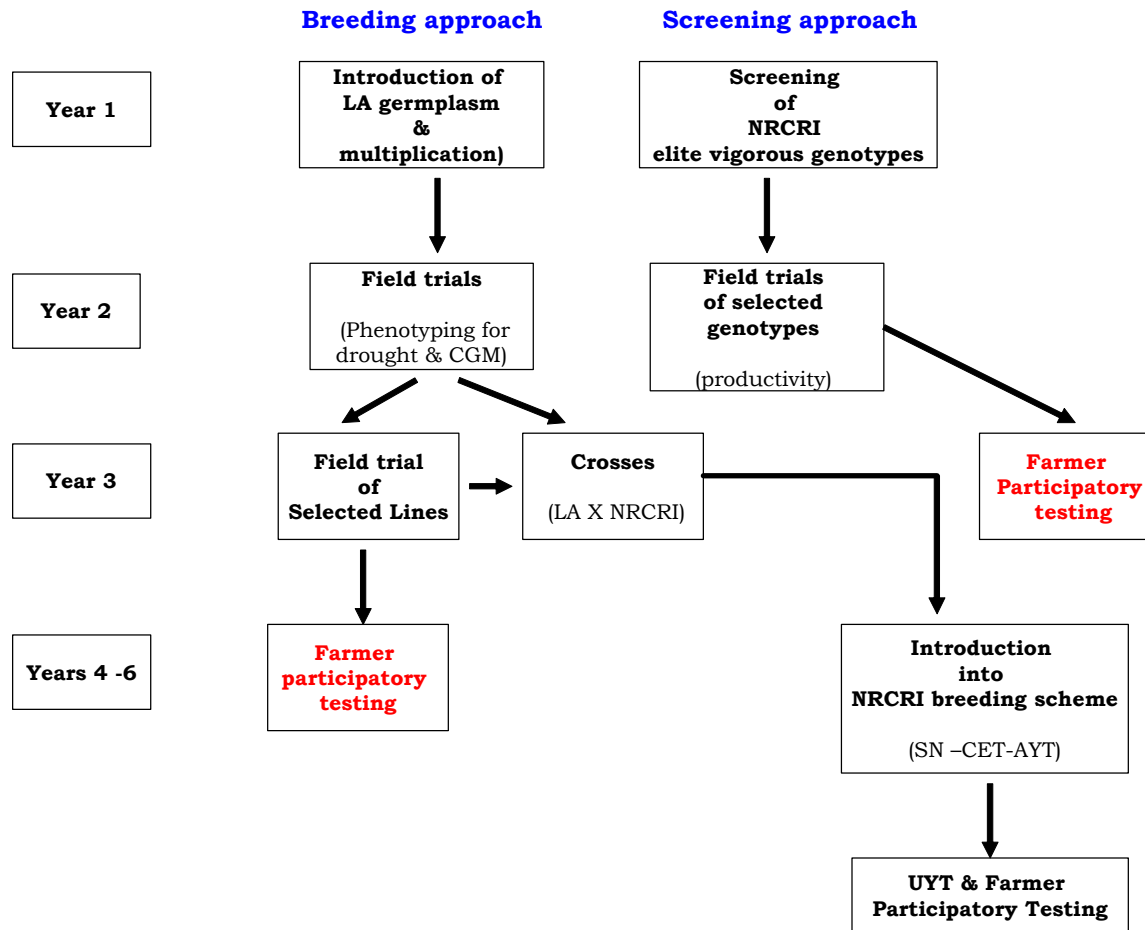 Breeding approach
Screening approach
Year 1
Introduction of
LA germplasm
&
multiplication)
Screening
of
NRCRI
elite vigorous genotypes
Year 2
Field trials
(Phenotyping for
drought & CGM)
Field trials
of selected
genotypes
(productivity)
Year 3
Field trial
of
Selected Lines
Crosses
(LA X NRCRI)
Farmer
Participatory
testing
Years 4 -6
Farmer
participatory
testing
Introduction
into
NRCRI breeding scheme
(SN –CET-AYT)
UYT & Farmer
Participatory Testing